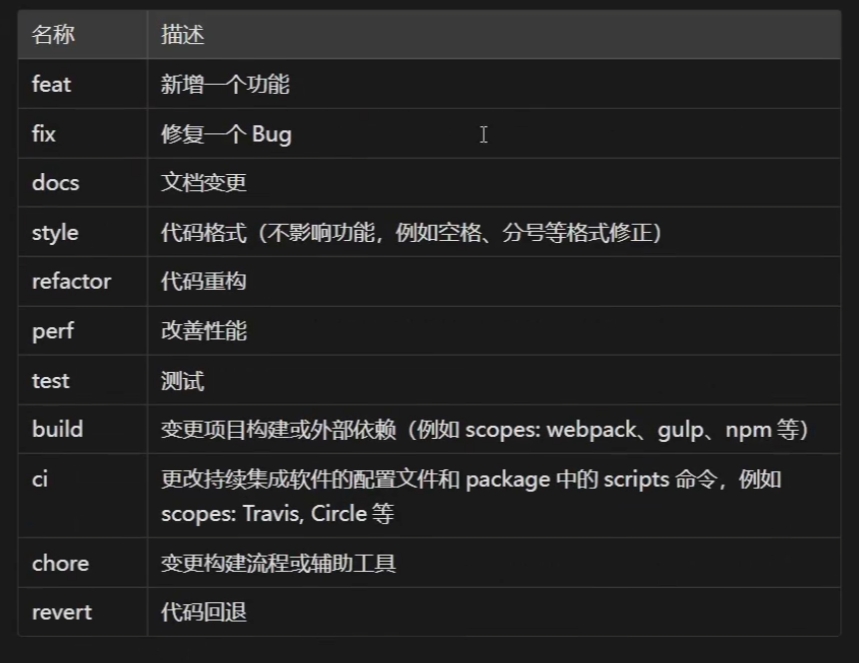 名称 描述
feat 新增一个功能
fix 修复一个 Bug
docs 文档变更
style 代码格式（不影响功能，例如空格、分号等格式修正）
refactor 代码重构
perf 改善性能
test 测试
build 变更项目构建或外部依赖（例如 scopes: webpack、gulp、npm 等）
ci 更改持续集成软件的配置文件和 package 中的 scripts 命令，例如
scopes: Travis, Circle 等
chore 变更构建流程或辅助工具
revert 代码回退